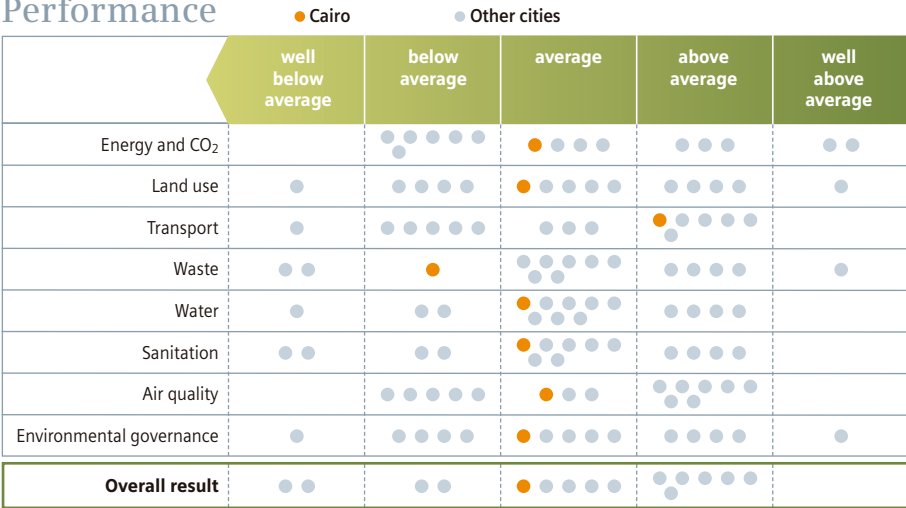 Performance
Cairo
Other cities
well below average
below average
average
above average
well above average
Energy and CO2
Land use
Transport
Waste
Water
Sanitation
Air quality
Environmental governance
Overall result